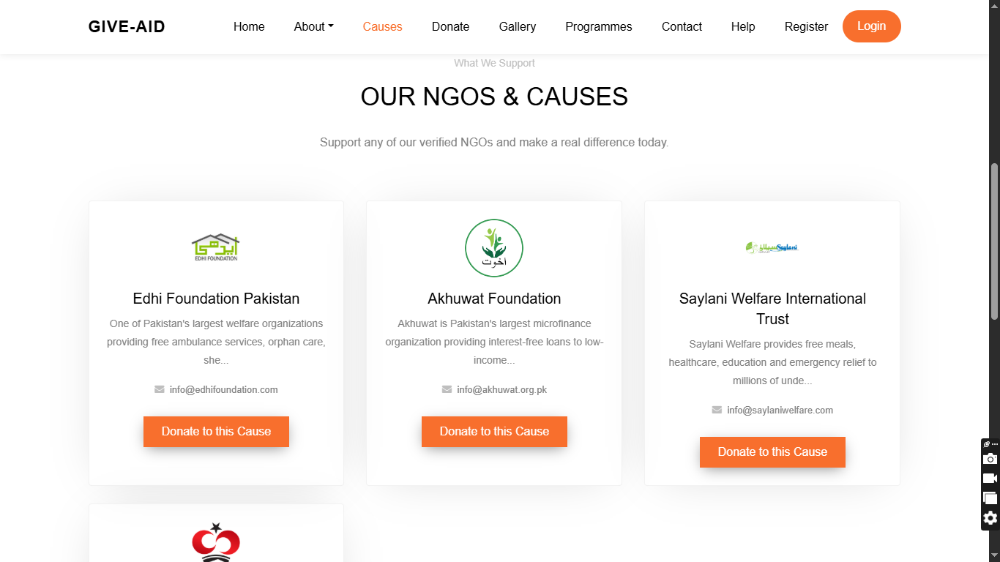 GIVE-AID
Home
About
Causes
Donate
Gallery
Programmes
Contact
Help
Register
Login
What We Support
OUR NGOS & CAUSES
Support any of our verified NGOs and make a real difference today.
ایدھی
EDHI FOUNDATION
Edhi Foundation Pakistan
One of Pakistan's largest welfare organizations
providing free ambulance services, orphan care,
she...
info@edhifoundation.com
Donate to this Cause
اخوت
Akhuwat Foundation
Akhuwat is Pakistan's largest microfinance
organization providing interest-free loans to low-
income...
info@akhuwat.org.pk
Donate to this Cause
Saylani
Saylani Welfare International
Trust
Saylani Welfare provides free meals,
healthcare, education and emergency relief to
millions of unde...
info@saylaniwelfare.com
Donate to this Cause